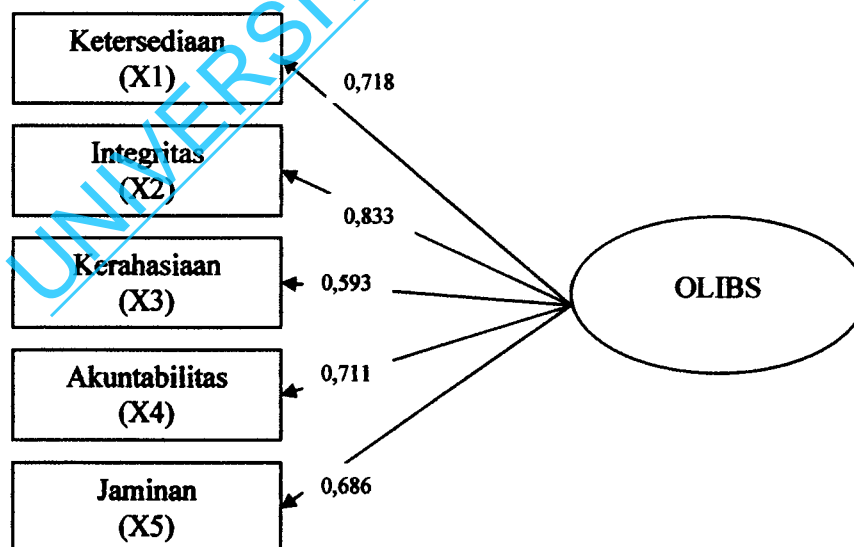 Ketersediaan
(X1)
0,718
Integritas
(X2)
0,833
Kerahasiaan
(X3)
0,593
OLIBS
Akuntabilitas
(X4)
0,711
Jaminan
(X5)
0,686
UNIVERSI